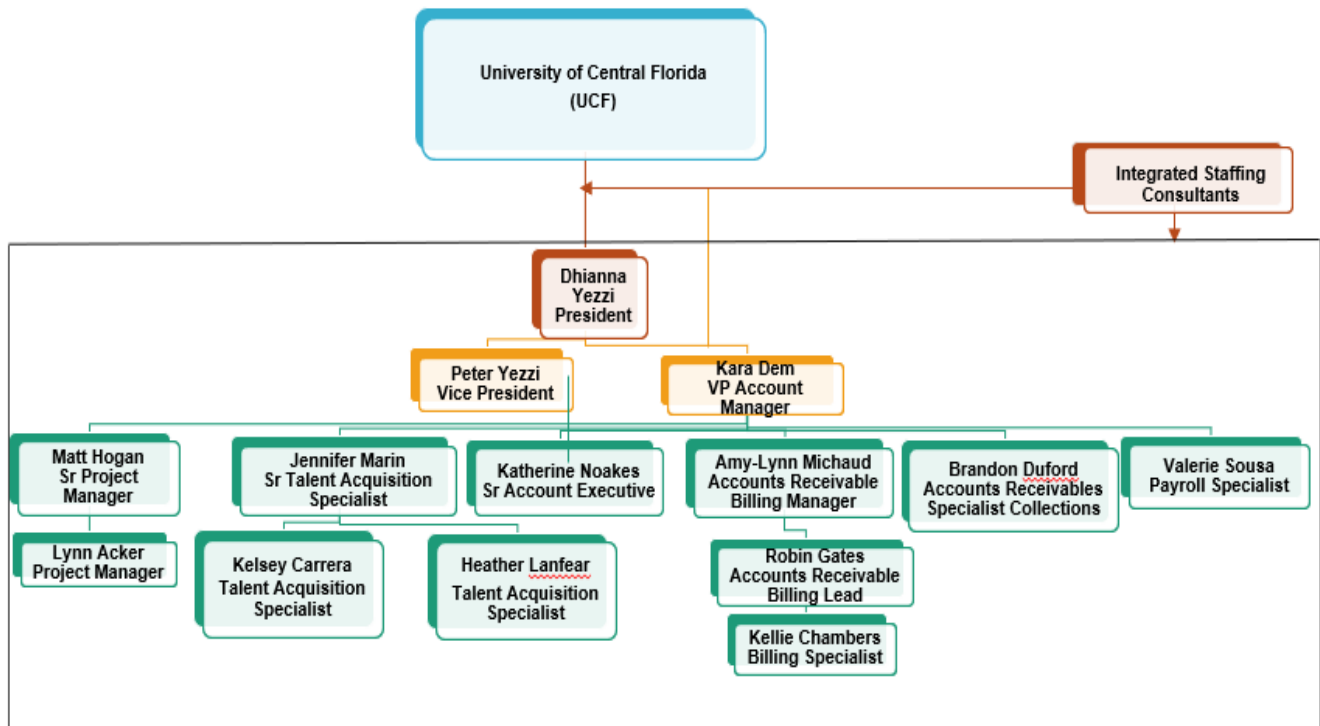 University of Central Florida
(UCF)
Integrated Staffing
Consultants
Dhianna
Yezzi
President
Peter Yezzi
Vice President
Kara Dem
VP Account
Manager
Matt Hogan
Sr Project
Manager
Jennifer Marin
Sr Talent Acquisition
Specialist
Katherine Noakes
Sr Account Executive
Amy-Lynn Michaud
Accounts Receivable
Billing Manager
Brandon Duford
Accounts Receivables
Specialist Collections
Valerie Sousa
Payroll Specialist
Lynn Acker
Project Manager
Kelsey Carrera
Talent Acquisition
Specialist
Heather Lanfear
Talent Acquisition
Specialist
Robin Gates
Accounts Receivable
Billing Lead
Kellie Chambers
Billing Specialist